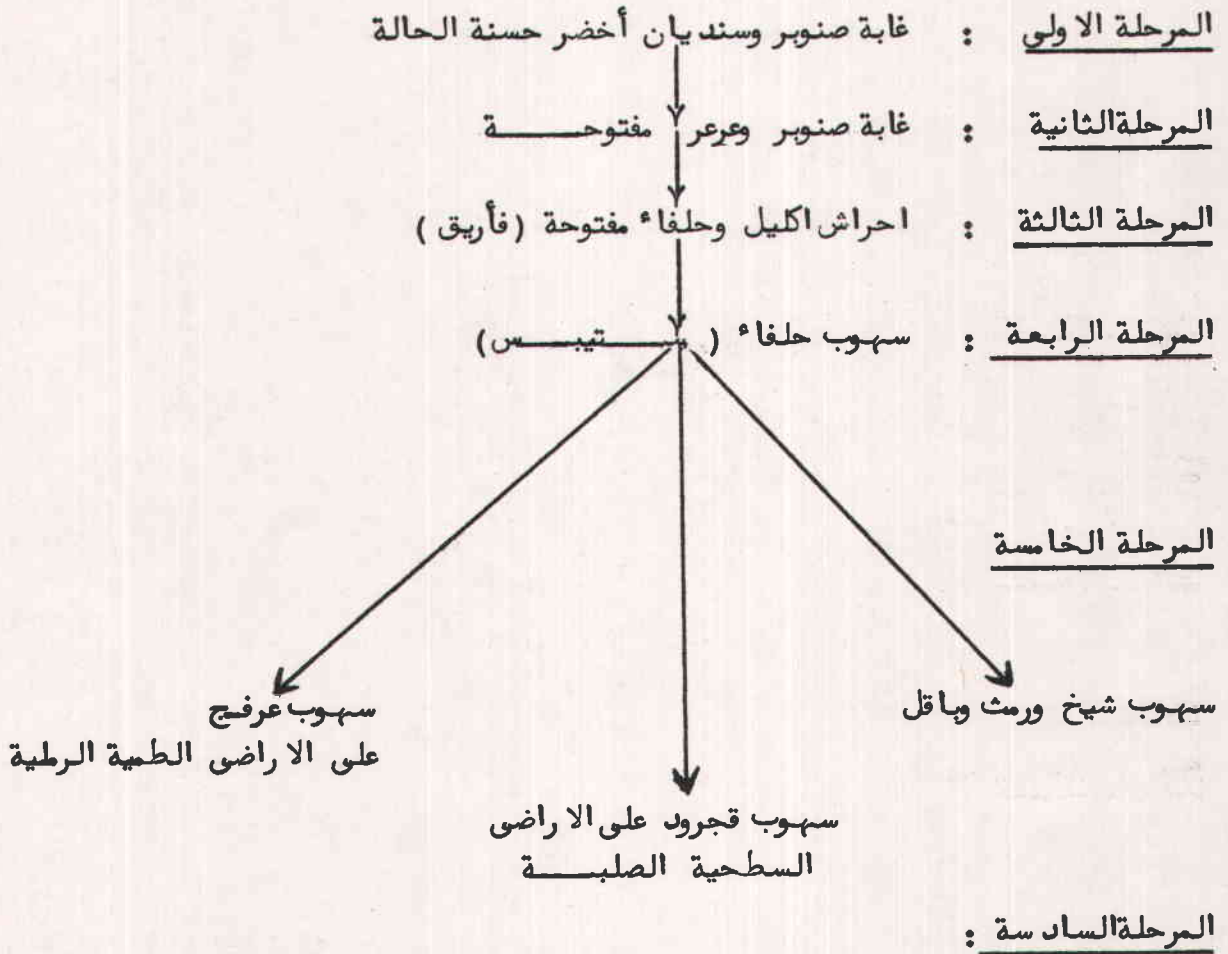 المرحلة الاولى : غابة صنوبر وسنديان أخضر حسنة الحالة
المرحلة الثانية : غابة صنوبر وعرعر مفتوحة
المرحلة الثالثة : احراش اكليل وحلفاء مفتوحة (فأريق)
المرحلة الرابعة : سهوب حلفاء (تيبس)
المرحلة الخامسة
سهوب شيخ ورمث وباقل
سهوب عرفج
على الاراضى الطمية الرملية
سهوب قجرود على الاراضى
السطحية الصلبة
المرحلة السادسة :